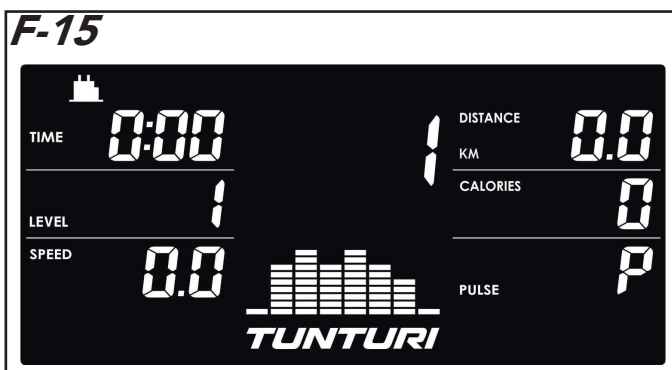 F-15
TIME 0:00
LEVEL 1
SPEED 0.0
1
DISTANCE KM 0.0
CALORIES 0
PULSE P
TUNTURI